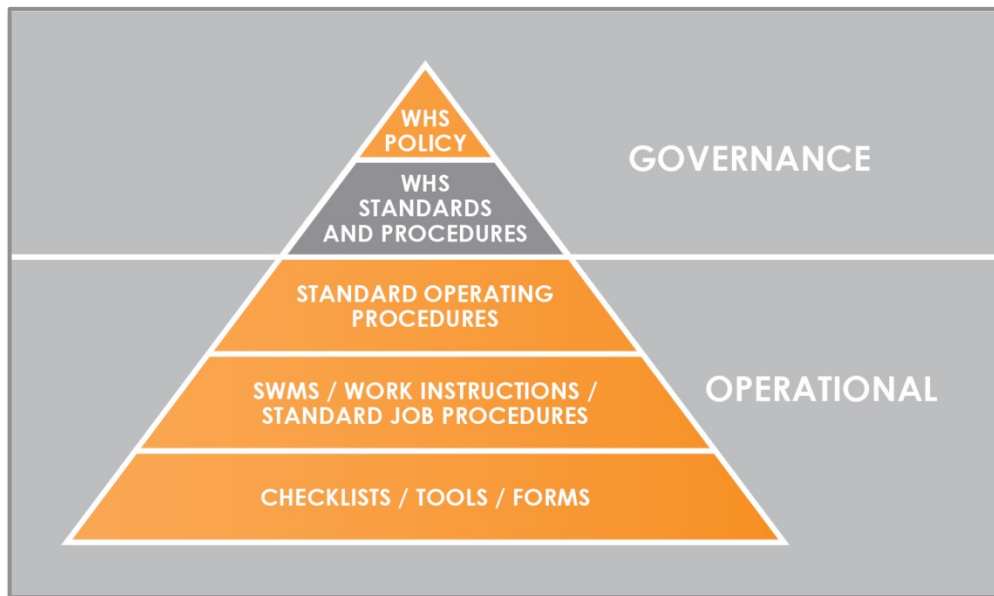 WHS
POLICY
GOVERNANCE
WHS
STANDARDS
AND PROCEDURES
STANDARD OPERATING
PROCEDURES
SWMS / WORK INSTRUCTIONS /
STANDARD JOB PROCEDURES
OPERATIONAL
CHECKLISTS / TOOLS / FORMS